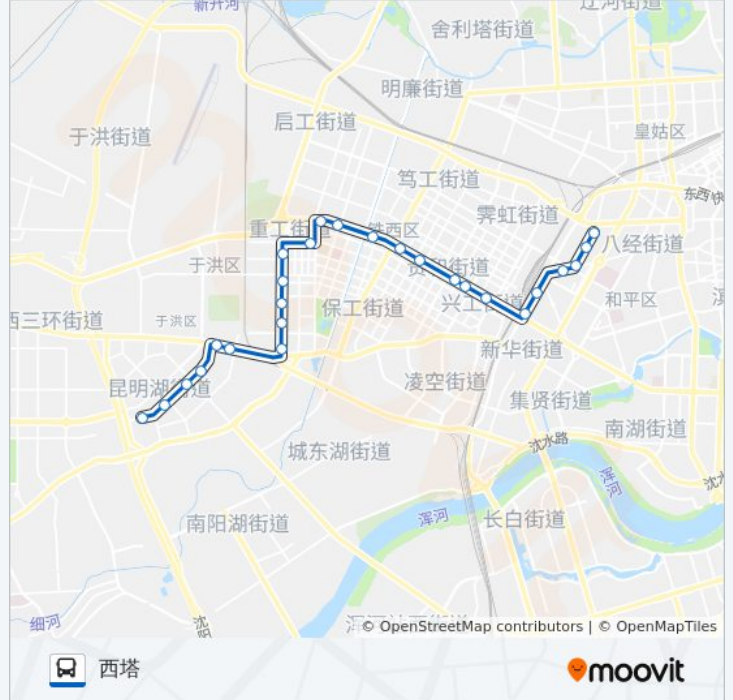 新开河
辽河街道
舍利塔街道
明廉街道
启工街道
于洪街道
皇姑区
笃工街道
东西快
霁虹街道
重工街道
铁西区
八经街道
于洪区
贵和街道
和平区
兴工街道
保工街道
西三环街道
于洪区
新华街道
昆明湖街道
凌空街道
集贤街道
南湖街道
沈水路
城东湖街道
浑河
沈水
浑河
长白街道
南阳湖街道
细河
沈阳
© OpenStreetMap contributors | © OpenMapTiles
西塔
moovit